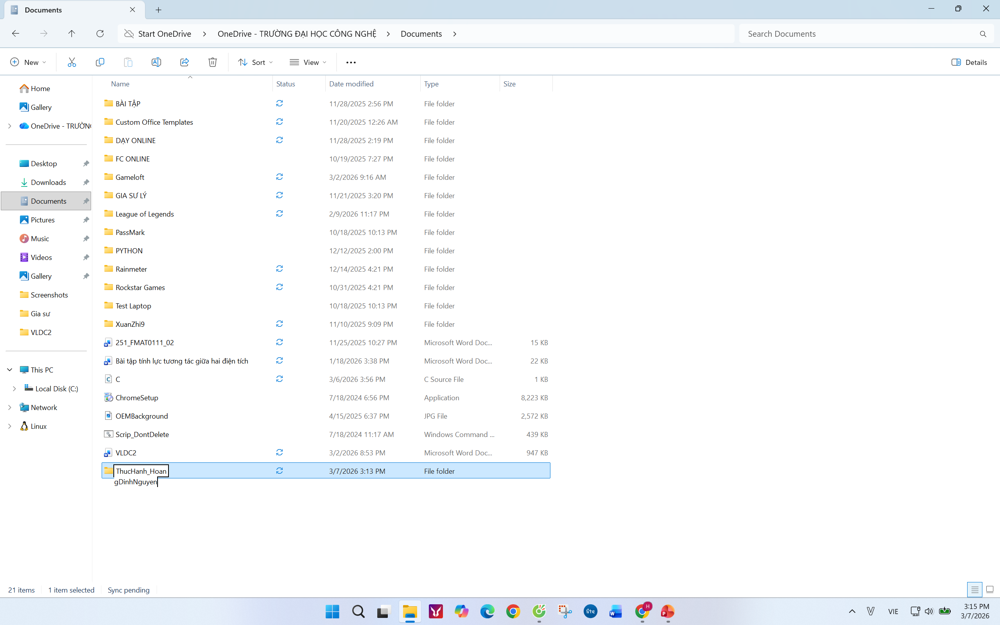 Documents
Start OneDrive > OneDrive - TRƯỜNG ĐẠI HỌC CÔNG NGHỆ > Documents >
Search Documents
New
Sort
View
Details
Name Status Date modified Type Size
Home
Gallery
OneDrive - TRƯỜNG
Desktop
Downloads
Documents
Pictures
Music
Videos
Gallery
Screenshots
Gia sư
VLDC2
This PC
Local Disk (C:)
Network
Linux
BÀI TẬP 11/28/2025 2:56 PM File folder
Custom Office Templates 11/20/2025 12:26 AM File folder
DẠY ONLINE 11/28/2025 2:19 PM File folder
FC ONLINE 10/19/2025 7:27 PM File folder
Gameloft 3/2/2026 9:16 AM File folder
GIA SƯ LÝ 11/21/2025 3:20 PM File folder
League of Legends 2/9/2026 11:17 PM File folder
PassMark 10/18/2025 10:13 PM File folder
PYTHON 12/12/2025 2:00 PM File folder
Rainmeter 12/14/2025 4:21 PM File folder
Rockstar Games 10/31/2025 4:21 PM File folder
Test Laptop 10/18/2025 10:13 PM File folder
XuanZhi9 11/10/2025 9:09 PM File folder
251_FMAT0111_02 11/25/2025 10:27 PM Microsoft Word Doc... 15 KB
Bài tập tính lực tương tác giữa hai điện tích 1/18/2026 3:38 PM Microsoft Word Doc... 22 KB
C 3/6/2026 3:56 PM C Source File 1 KB
ChromeSetup 7/18/2024 6:56 PM Application 8,223 KB
OEMBackground 4/15/2025 6:37 PM JPG File 2,572 KB
Scrip_DontDelete 7/18/2024 11:17 AM Windows Command ... 439 KB
VLDC2 3/2/2026 8:53 PM Microsoft Word Doc... 947 KB
ThucHanh_Hoan 3/7/2026 3:13 PM File folder
gDinhNguyen
21 items 1 item selected Sync pending
lite
H
VIE
3:15 PM
3/7/2026